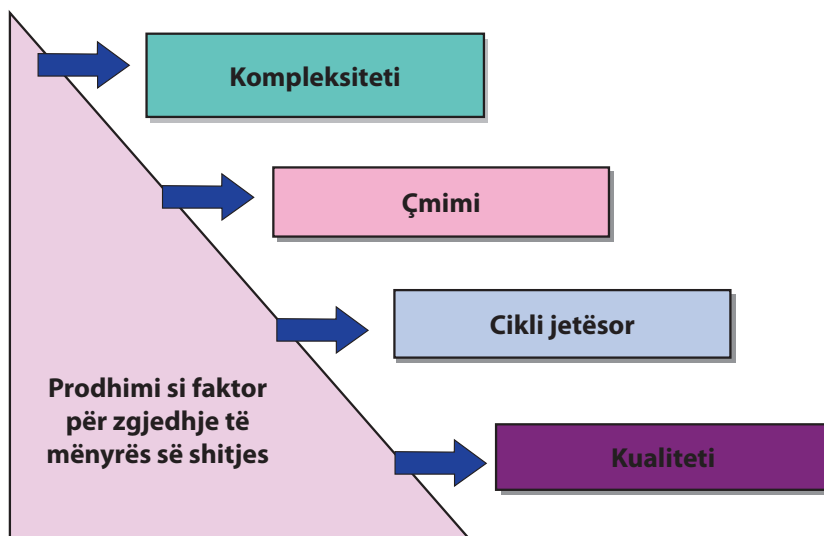 Kompleksiteti
Çmimi
Cikli jetësor
Prodhimi si faktor
për zgjedhje të
mënyrës së shitjes
Kualiteti